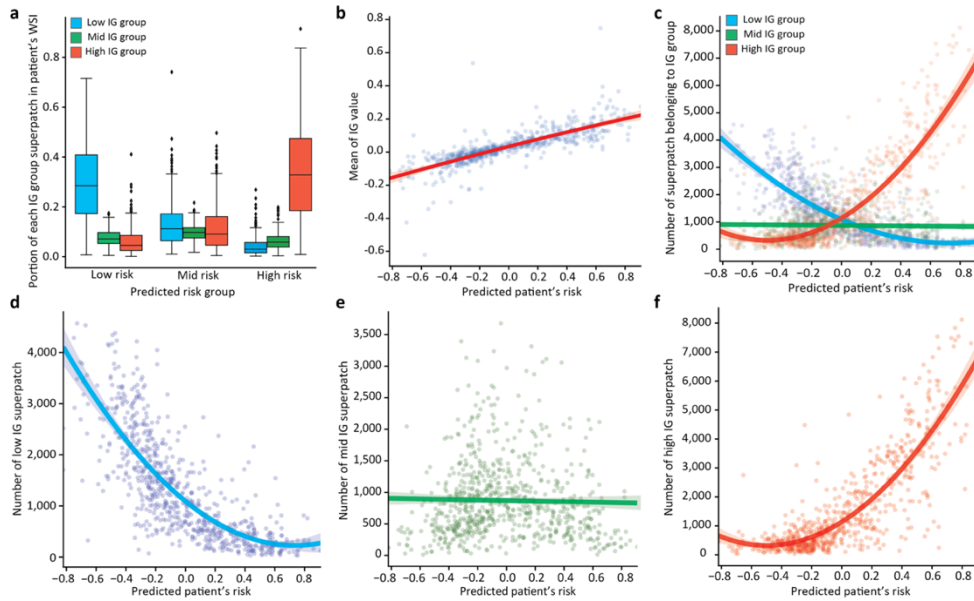 a
Low IG group
Mid IG group
High IG group
Portion of each IG group superpatch in patient's WSI
0.8
0.6
0.4
0.2
0.0
Low risk Mid risk High risk
Predicted risk group
b
Mean of IG value
0.8
0.6
0.4
0.2
0.0
−0.2
−0.4
−0.6
−0.8 −0.6 −0.4 −0.2 0.0 0.2 0.4 0.6 0.8
Predicted patient's risk
c
Low IG group
Mid IG group
High IG group
Number of superpatch belonging to IG group
8,000
7,000
6,000
5,000
4,000
3,000
2,000
1,000
0
−0.8 −0.6 −0.4 −0.2 0.0 0.2 0.4 0.6 0.8
Predicted patient's risk
d
Number of low IG superpatch
4,000
3,000
2,000
1,000
0
−0.8 −0.6 −0.4 −0.2 0.0 0.2 0.4 0.6 0.8
Predicted patient's risk
e
Number of mid IG superpatch
3,500
3,000
2,500
2,000
1,500
1,000
500
0
−0.8 −0.6 −0.4 −0.2 0.0 0.2 0.4 0.6 0.8
Predicted patient's risk
f
Number of high IG superpatch
8,000
7,000
6,000
5,000
4,000
3,000
2,000
1,000
0
−0.8 −0.6 −0.4 −0.2 0.0 0.2 0.4 0.6 0.8
Predicted patient's risk